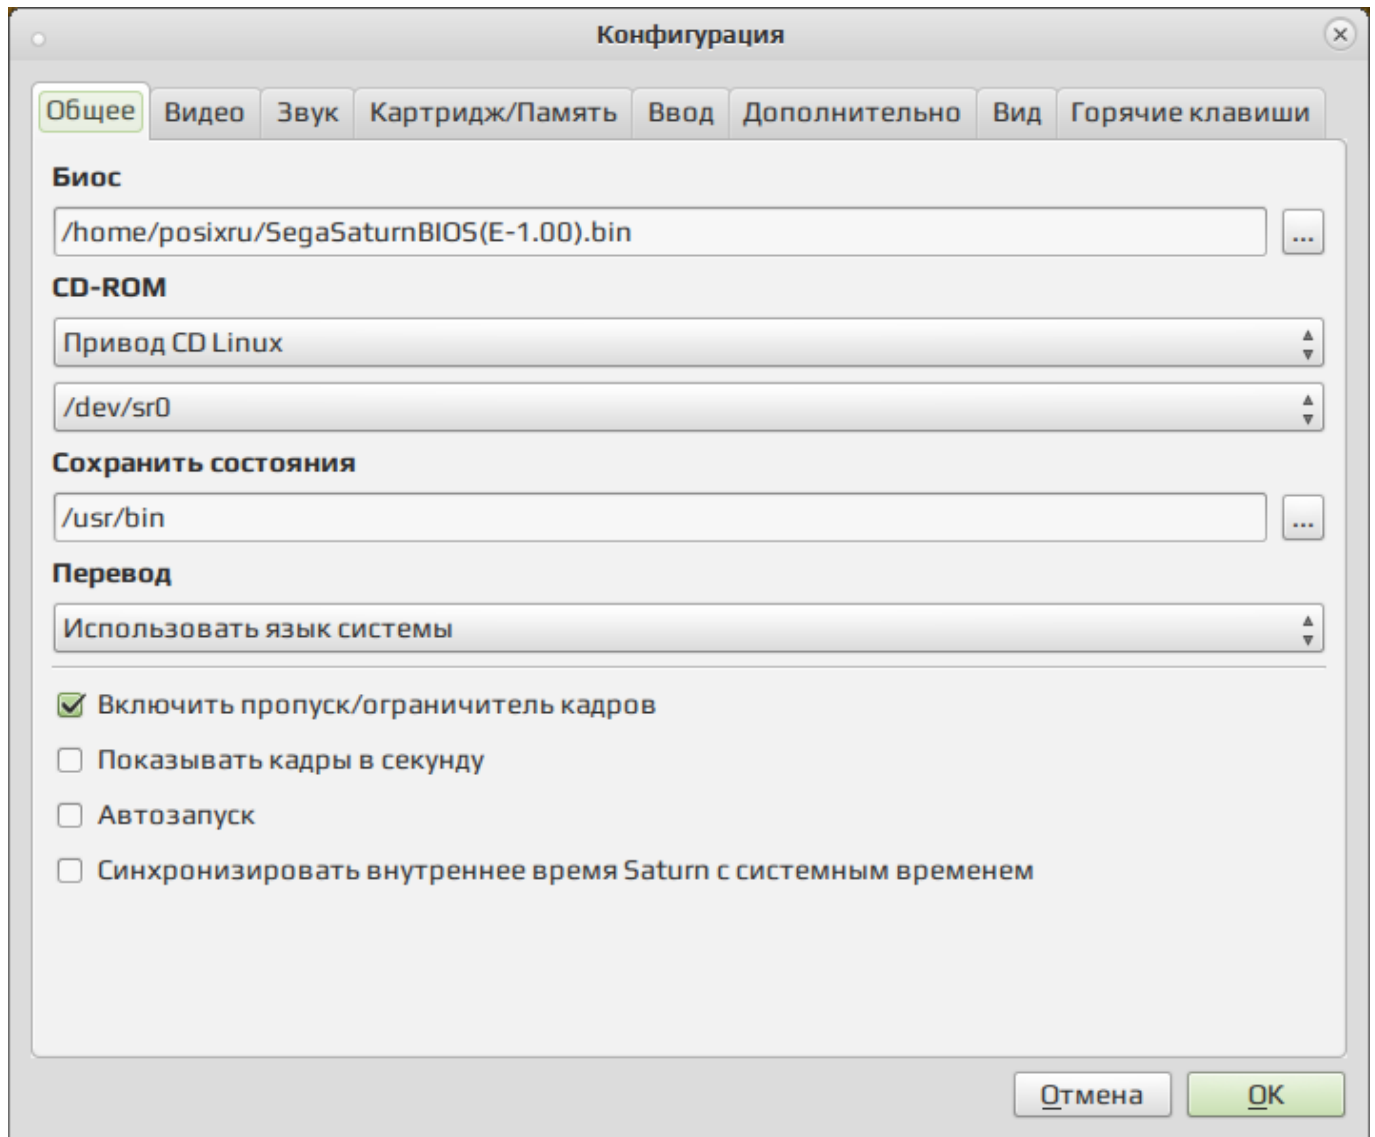 Конфигурация
Общее Видео Звук Картридж/Память Ввод Дополнительно Вид Горячие клавиши
Биос
/home/posixru/SegaSaturnBIOS(E-1.00).bin ...
CD-ROM
Привод CD Linux
/dev/sr0
Сохранить состояния
/usr/bin ...
Перевод
Использовать язык системы
Включить пропуск/ограничитель кадров
Показывать кадры в секунду
Автозапуск
Синхронизировать внутреннее время Saturn с системным временем
Отмена OK